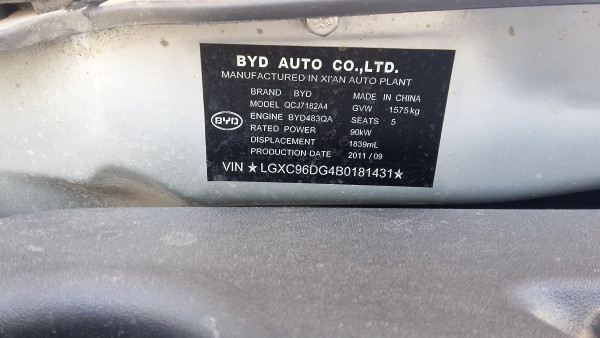 BYD AUTO CO.,LTD.
MANUFACTURED IN XI'AN AUTO PLANT
BRAND BYD MADE IN CHINA
MODEL QCJ7182A4 GVW 1575kg
ENGINE BYD483QA SEATS 5
BYD
RATED POWER 90kW
DISPLACEMENT 1839mL
PRODUCTION DATE 2011/09
VIN ★LGXC96DG4B0181431★